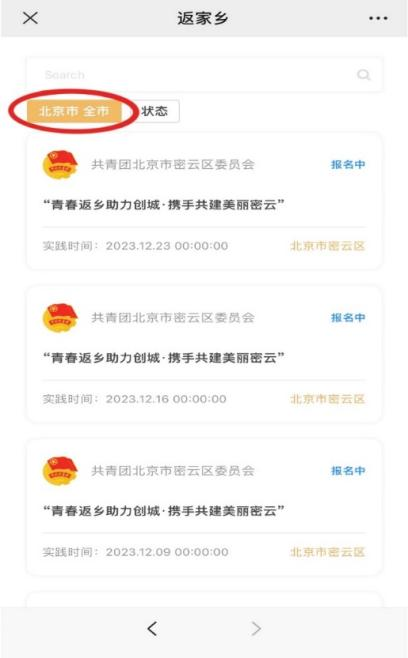 返家乡
Search
北京市 全市 状态
共青团北京市密云区委员会 报名中
“青春返乡助力创城·携手共建美丽密云”
实践时间：2023.12.23 00:00:00 北京市密云区
共青团北京市密云区委员会 报名中
“青春返乡助力创城·携手共建美丽密云”
实践时间：2023.12.16 00:00:00 北京市密云区
共青团北京市密云区委员会 报名中
“青春返乡助力创城·携手共建美丽密云”
实践时间：2023.12.09 00:00:00 北京市密云区